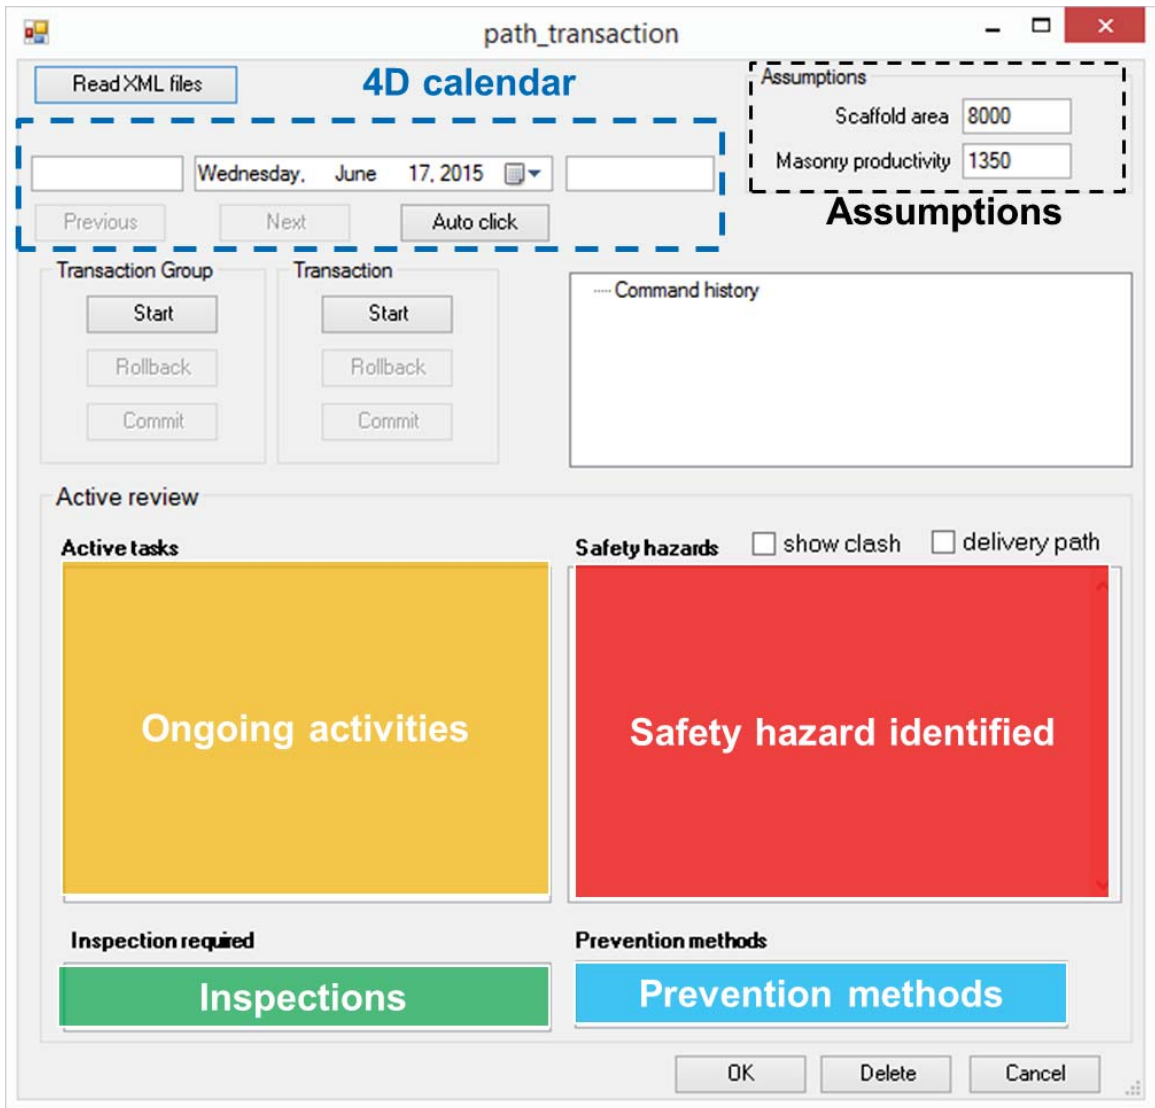 path_transaction
Read XML files
4D calendar
Assumptions
Scaffold area 8000
Masonry productivity 1350
Assumptions
Wednesday, June 17, 2015
Previous Next Auto click
Transaction Group
Start
Rollback
Commit
Transaction
Start
Rollback
Commit
Command history
Active review
Active tasks
Ongoing activities
Safety hazards show clash delivery path
Safety hazard identified
Inspection required
Inspections
Prevention methods
Prevention methods
OK Delete Cancel